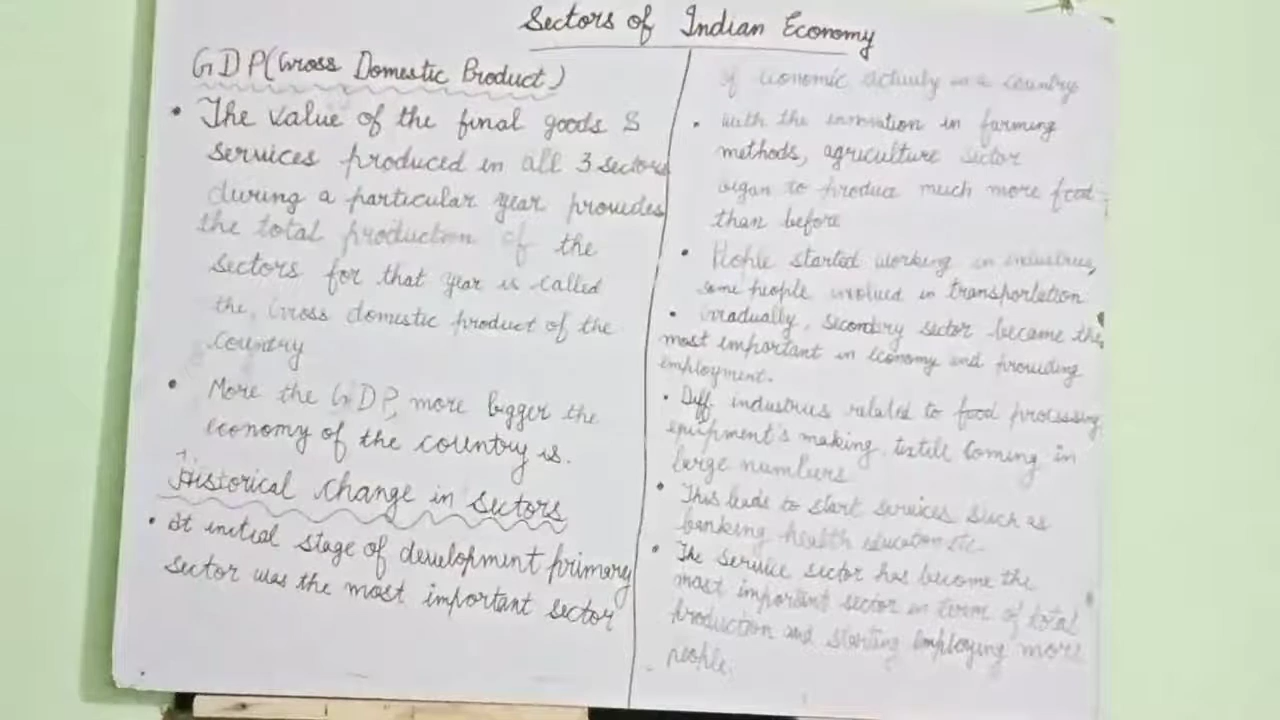 Sectors of Indian Economy
GDP (Gross Domestic Product)
• The value of the final goods &
services produced in all 3 sectors
during a particular year provides
the total production of the
sectors for that year is called
the, Gross domestic product of the
country
• More the GDP, more bigger the
economy of the country is.
Historical change in sectors
• At initial stage of development primary
sector was the most important sector
of economic activity in a country
• with the innovation in farming
methods, agriculture sector
began to produce much more food
than before
• People started working in industries,
some people involved in transportation
• Gradually, secondary sector became the
most important in economy and providing
employment.
• Diff industries related to food processing,
equipment's making, textile coming in
large numbers
• This leads to start services such as
banking health education etc.
• The service sector has become the
most important sector in term of total
production and starting employing more
people.